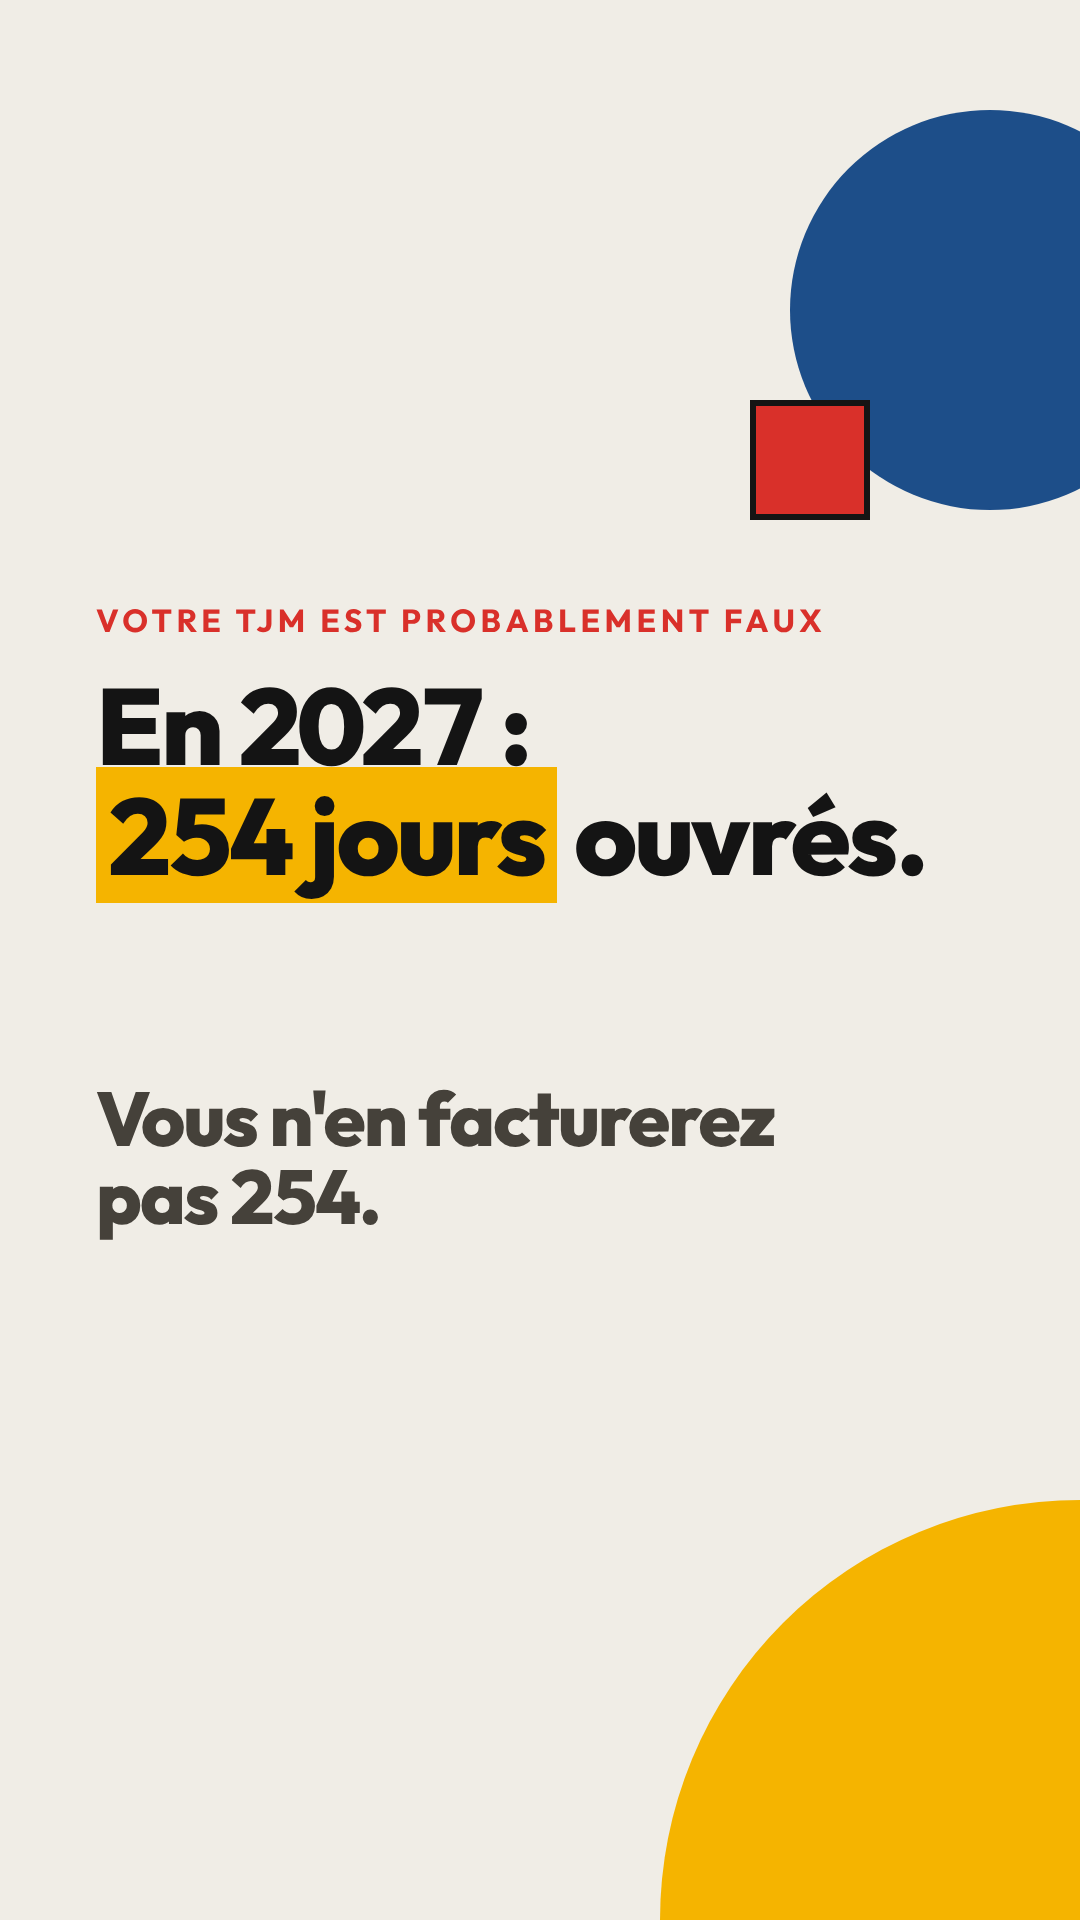 VOTRE TJM EST PROBABLEMENT FAUX
En 2027 :
254 jours ouvrés.
Vous n'en facturerez
pas 254.